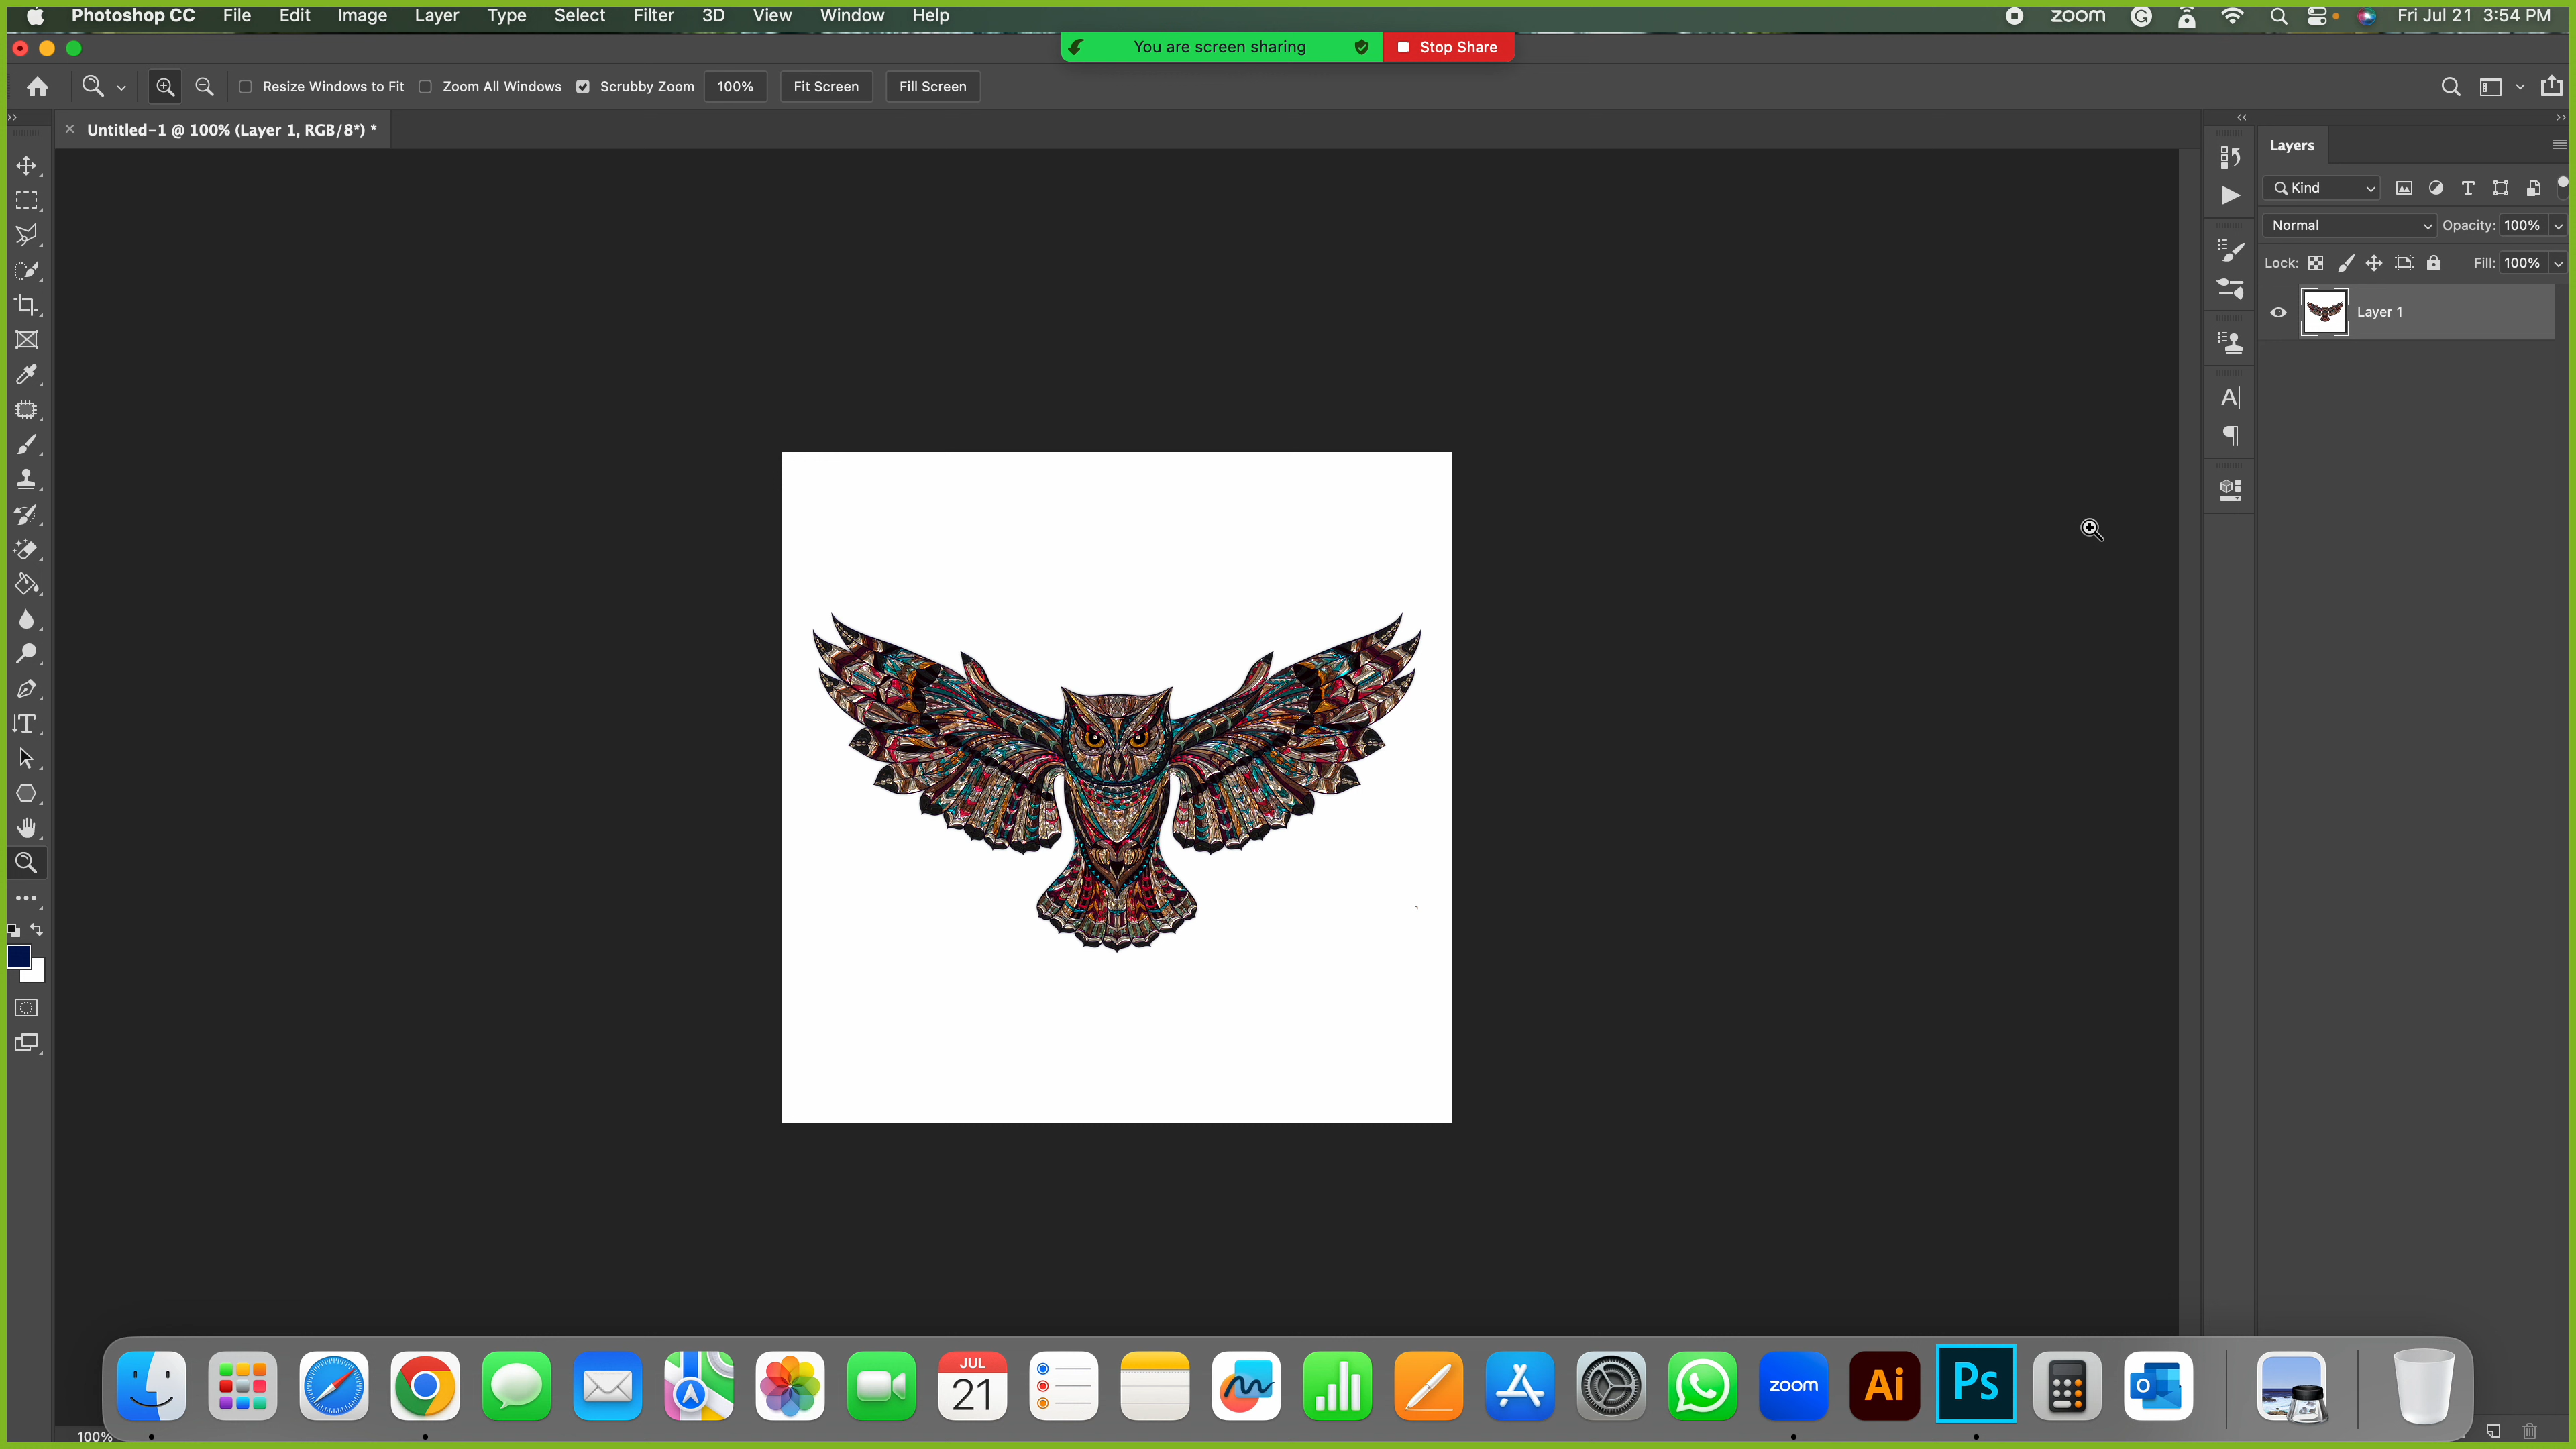 Photoshop CC File Edit Image Layer Type Select Filter 3D View Window Help zoom Fri Jul 21 3:54 PM
You are screen sharing Stop Share
Resize Windows to Fit Zoom All Windows Scrubby Zoom 100% Fit Screen Fill Screen
Untitled-1 @ 100% (Layer 1, RGB/8*) *
Layers
Kind
Normal Opacity: 100%
Lock: Fill: 100%
Layer 1
JUL
21
zoom
Ai
Ps
O
100%